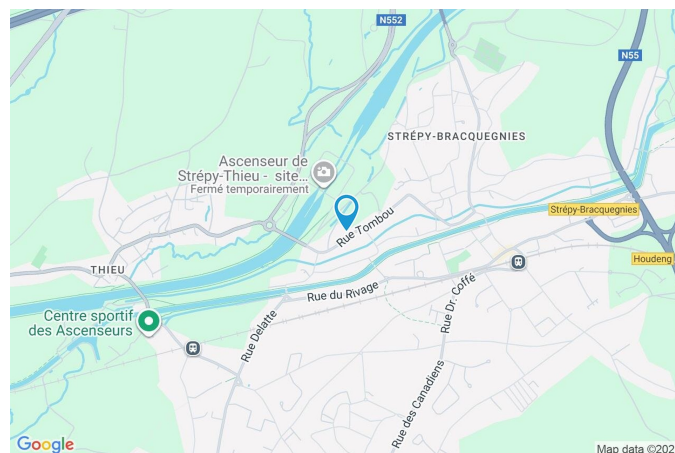 N552
N55
STRÉPY-BRACQUEGNIES
Ascenseur de
Strépy-Thieu - site...
Fermé temporairement
Strépy-Bracquegnies
Rue Tombou
Houdeng
THIEU
Rue du Rivage
Rue Dr. Coffé
Centre sportif
des Ascenseurs
Rue Delatte
Rue des Canadiens
Google
Map data ©202